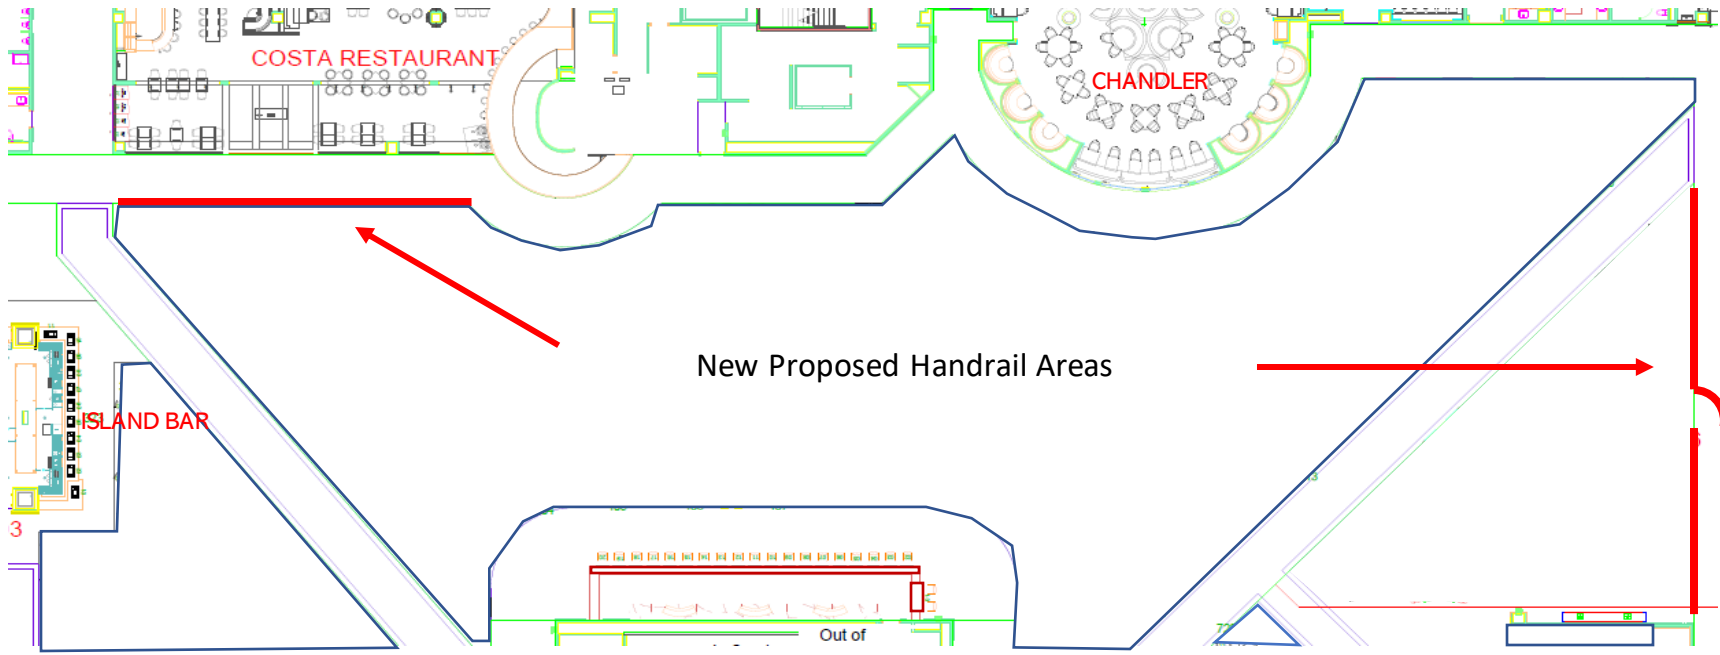 COSTA RESTAURANT
CHANDLER
New Proposed Handrail Areas
ISLAND BAR
3
Out of